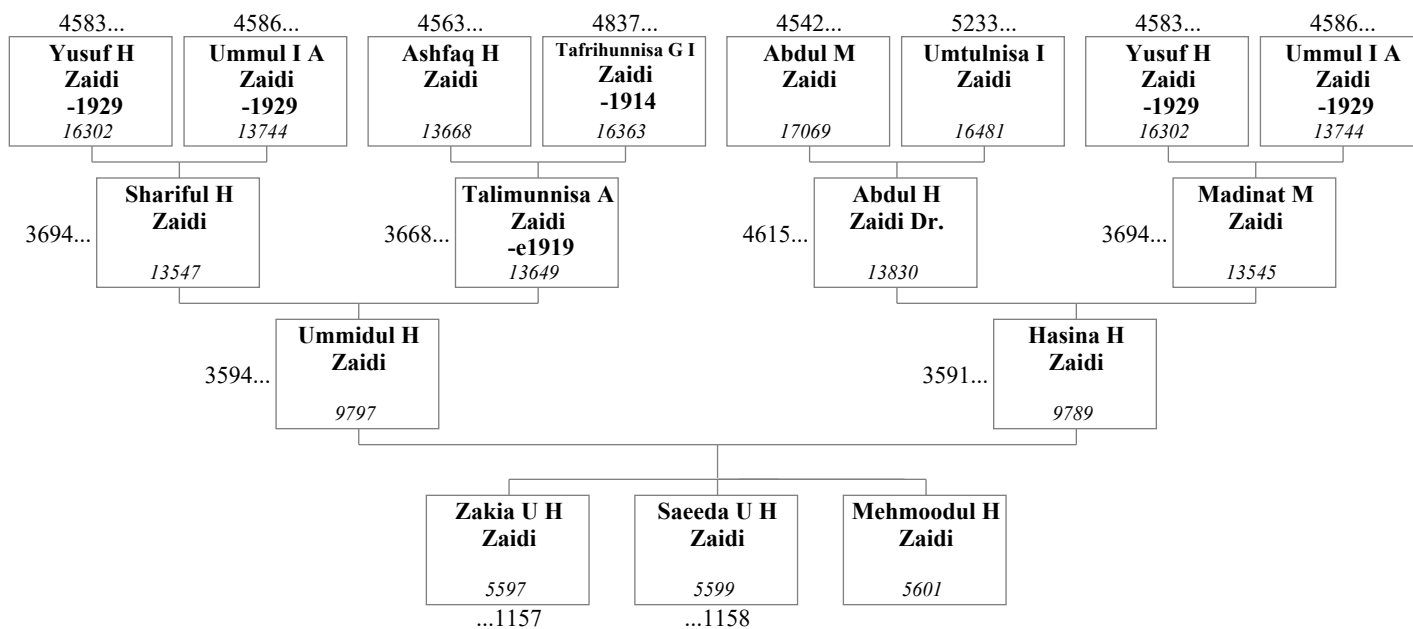 4583... 4586... 4563... 4837... 4542... 5233... 4583... 4586...
Yusuf H Zaidi -1929 16302
Ummul I A Zaidi -1929 13744
Ashfaq H Zaidi 13668
Tafrihunnisa G I Zaidi -1914 16363
Abdul M Zaidi 17069
Umtulnisa I Zaidi 16481
Yusuf H Zaidi -1929 16302
Ummul I A Zaidi -1929 13744
3694...
Shariful H
Zaidi
13547
3668...
Talimunnisa A
Zaidi
-e1919
13649
4615...
Abdul H
Zaidi Dr.
13830
3694...
Madinat M
Zaidi
13545
3594...
Ummidul H
Zaidi
9797
3591...
Hasina H
Zaidi
9789
Zakia U H
Zaidi
5597
...1157
Saeeda U H
Zaidi
5599
...1158
Mehmoodul H
Zaidi
5601